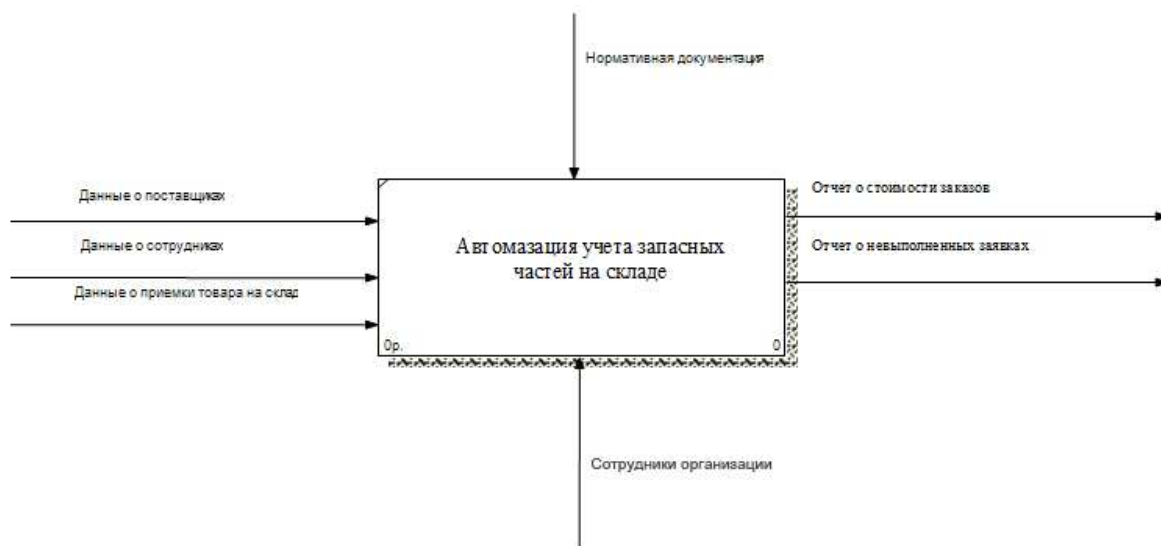 Нормативная документация
Данные о поставщиках
Отчет о стоимости заказов
Данные о сотрудниках
Автомазация учета запасных
частей на складе
Отчет о невыполненных заявках
Данные о приемки товара на склад
0р.
0
Сотрудники организации